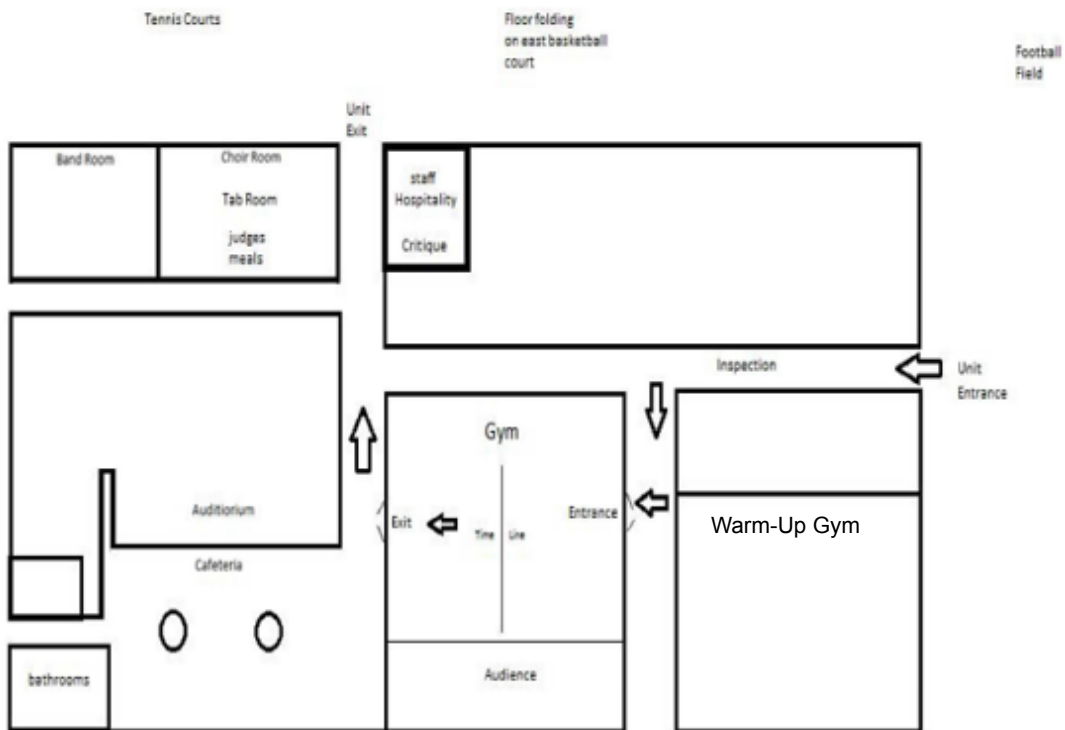 Tennis Courts
Floor folding
on east basketball
court
Football
Field
Unit
Exit
Band Room
Choir Room
Tab Room
judges
meals
staff
Hospitality
Critique
Inspection
Unit
Entrance
Gym
Auditorium
Exit
Time
Line
Entrance
Warm-Up Gym
Cafeteria
bathrooms
Audience